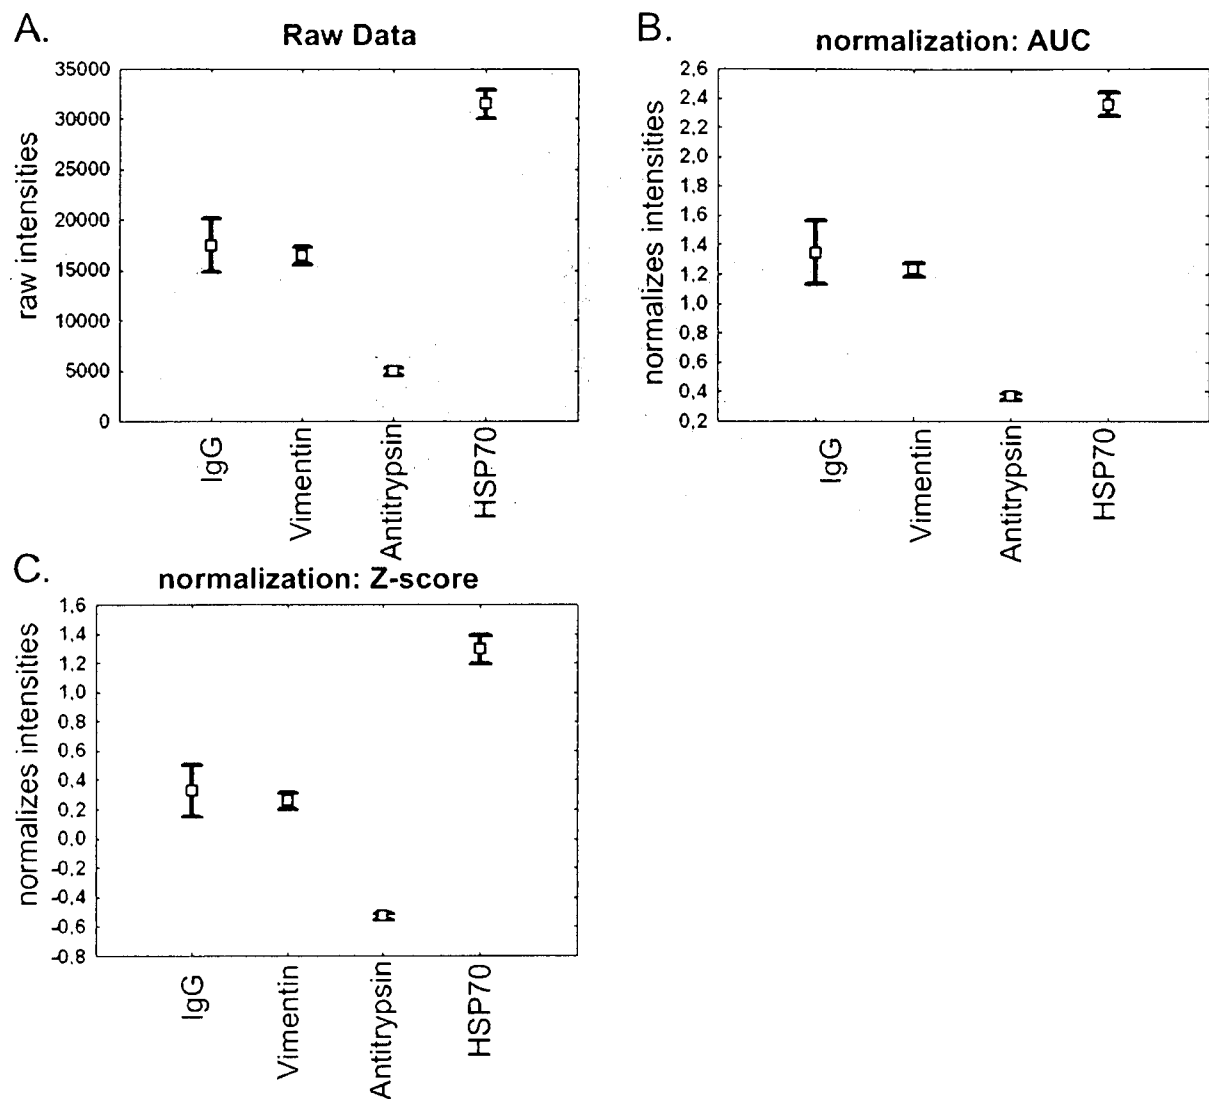 A.
Raw Data
raw intensities
35000
30000
25000
20000
15000
10000
5000
0
IgG
Vimentin
Antitrypsin
HSP70
B.
normalization: AUC
normalizes intensities
2,6
2,4
2,2
2,0
1,8
1,6
1,4
1,2
1,0
0,8
0,6
0,4
0,2
IgG
Vimentin
Antitrypsin
HSP70
C.
normalization: Z-score
normalizes intensities
1,6
1,4
1,2
1,0
0,8
0,6
0,4
0,2
0,0
-0,2
-0,4
-0,6
-0,8
IgG
Vimentin
Antitrypsin
HSP70